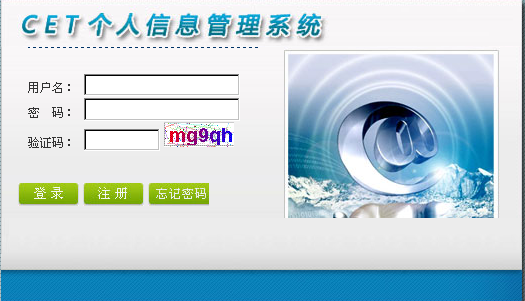 CET个人信息管理系统
用户名：
密 码：
验证码： mg9qh
登 录 注 册 忘记密码